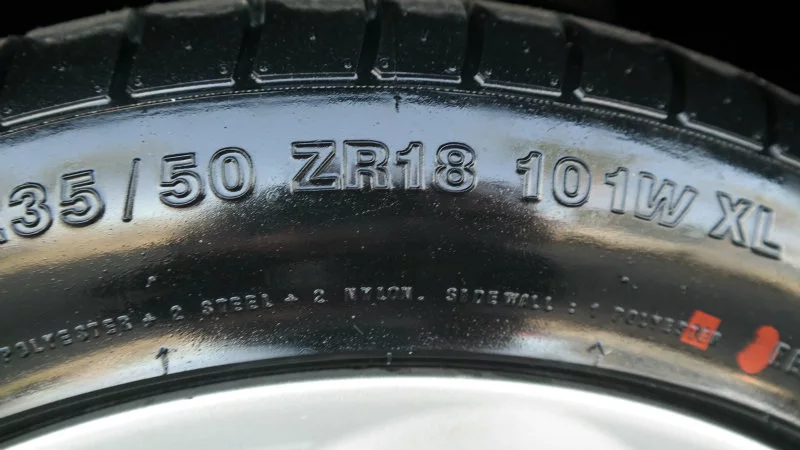 35/50 ZR18 101W XL
POLYESTER + 2 STEEL + 2 NYLON. SIDEWALL : 1 POLYESTER